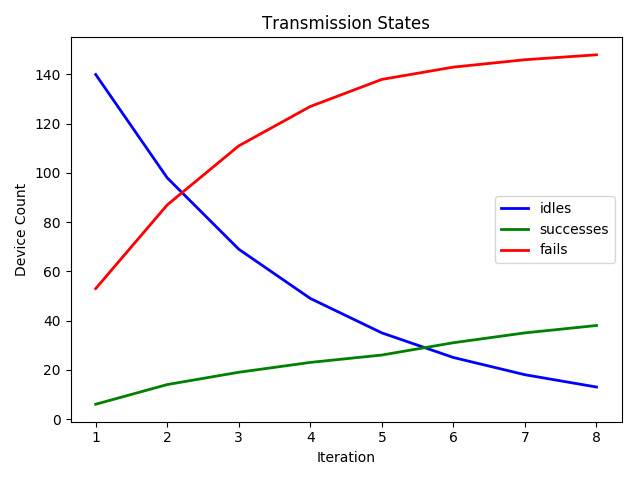 Transmission States
Device Count
140
120
100
80
60
40
20
0
idles
successes
fails
1 2 3 4 5 6 7 8
Iteration